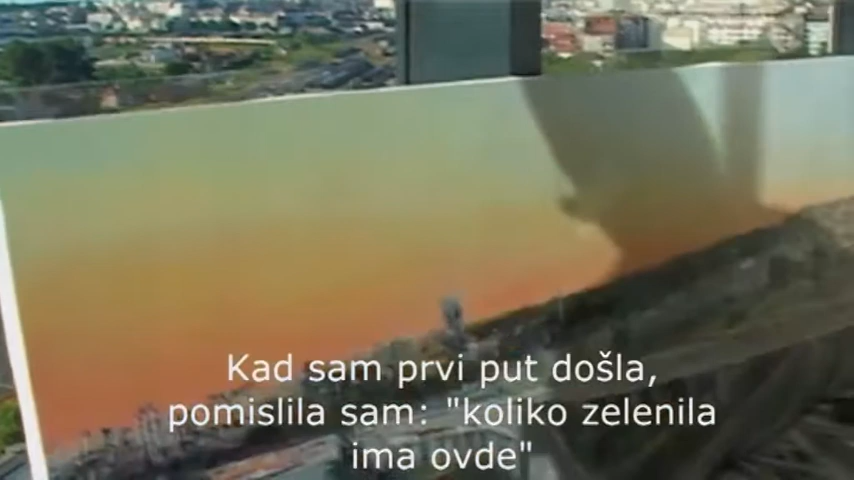 Kad sam prvi put došla,
pomislila sam: "koliko zelenila
ima ovde"